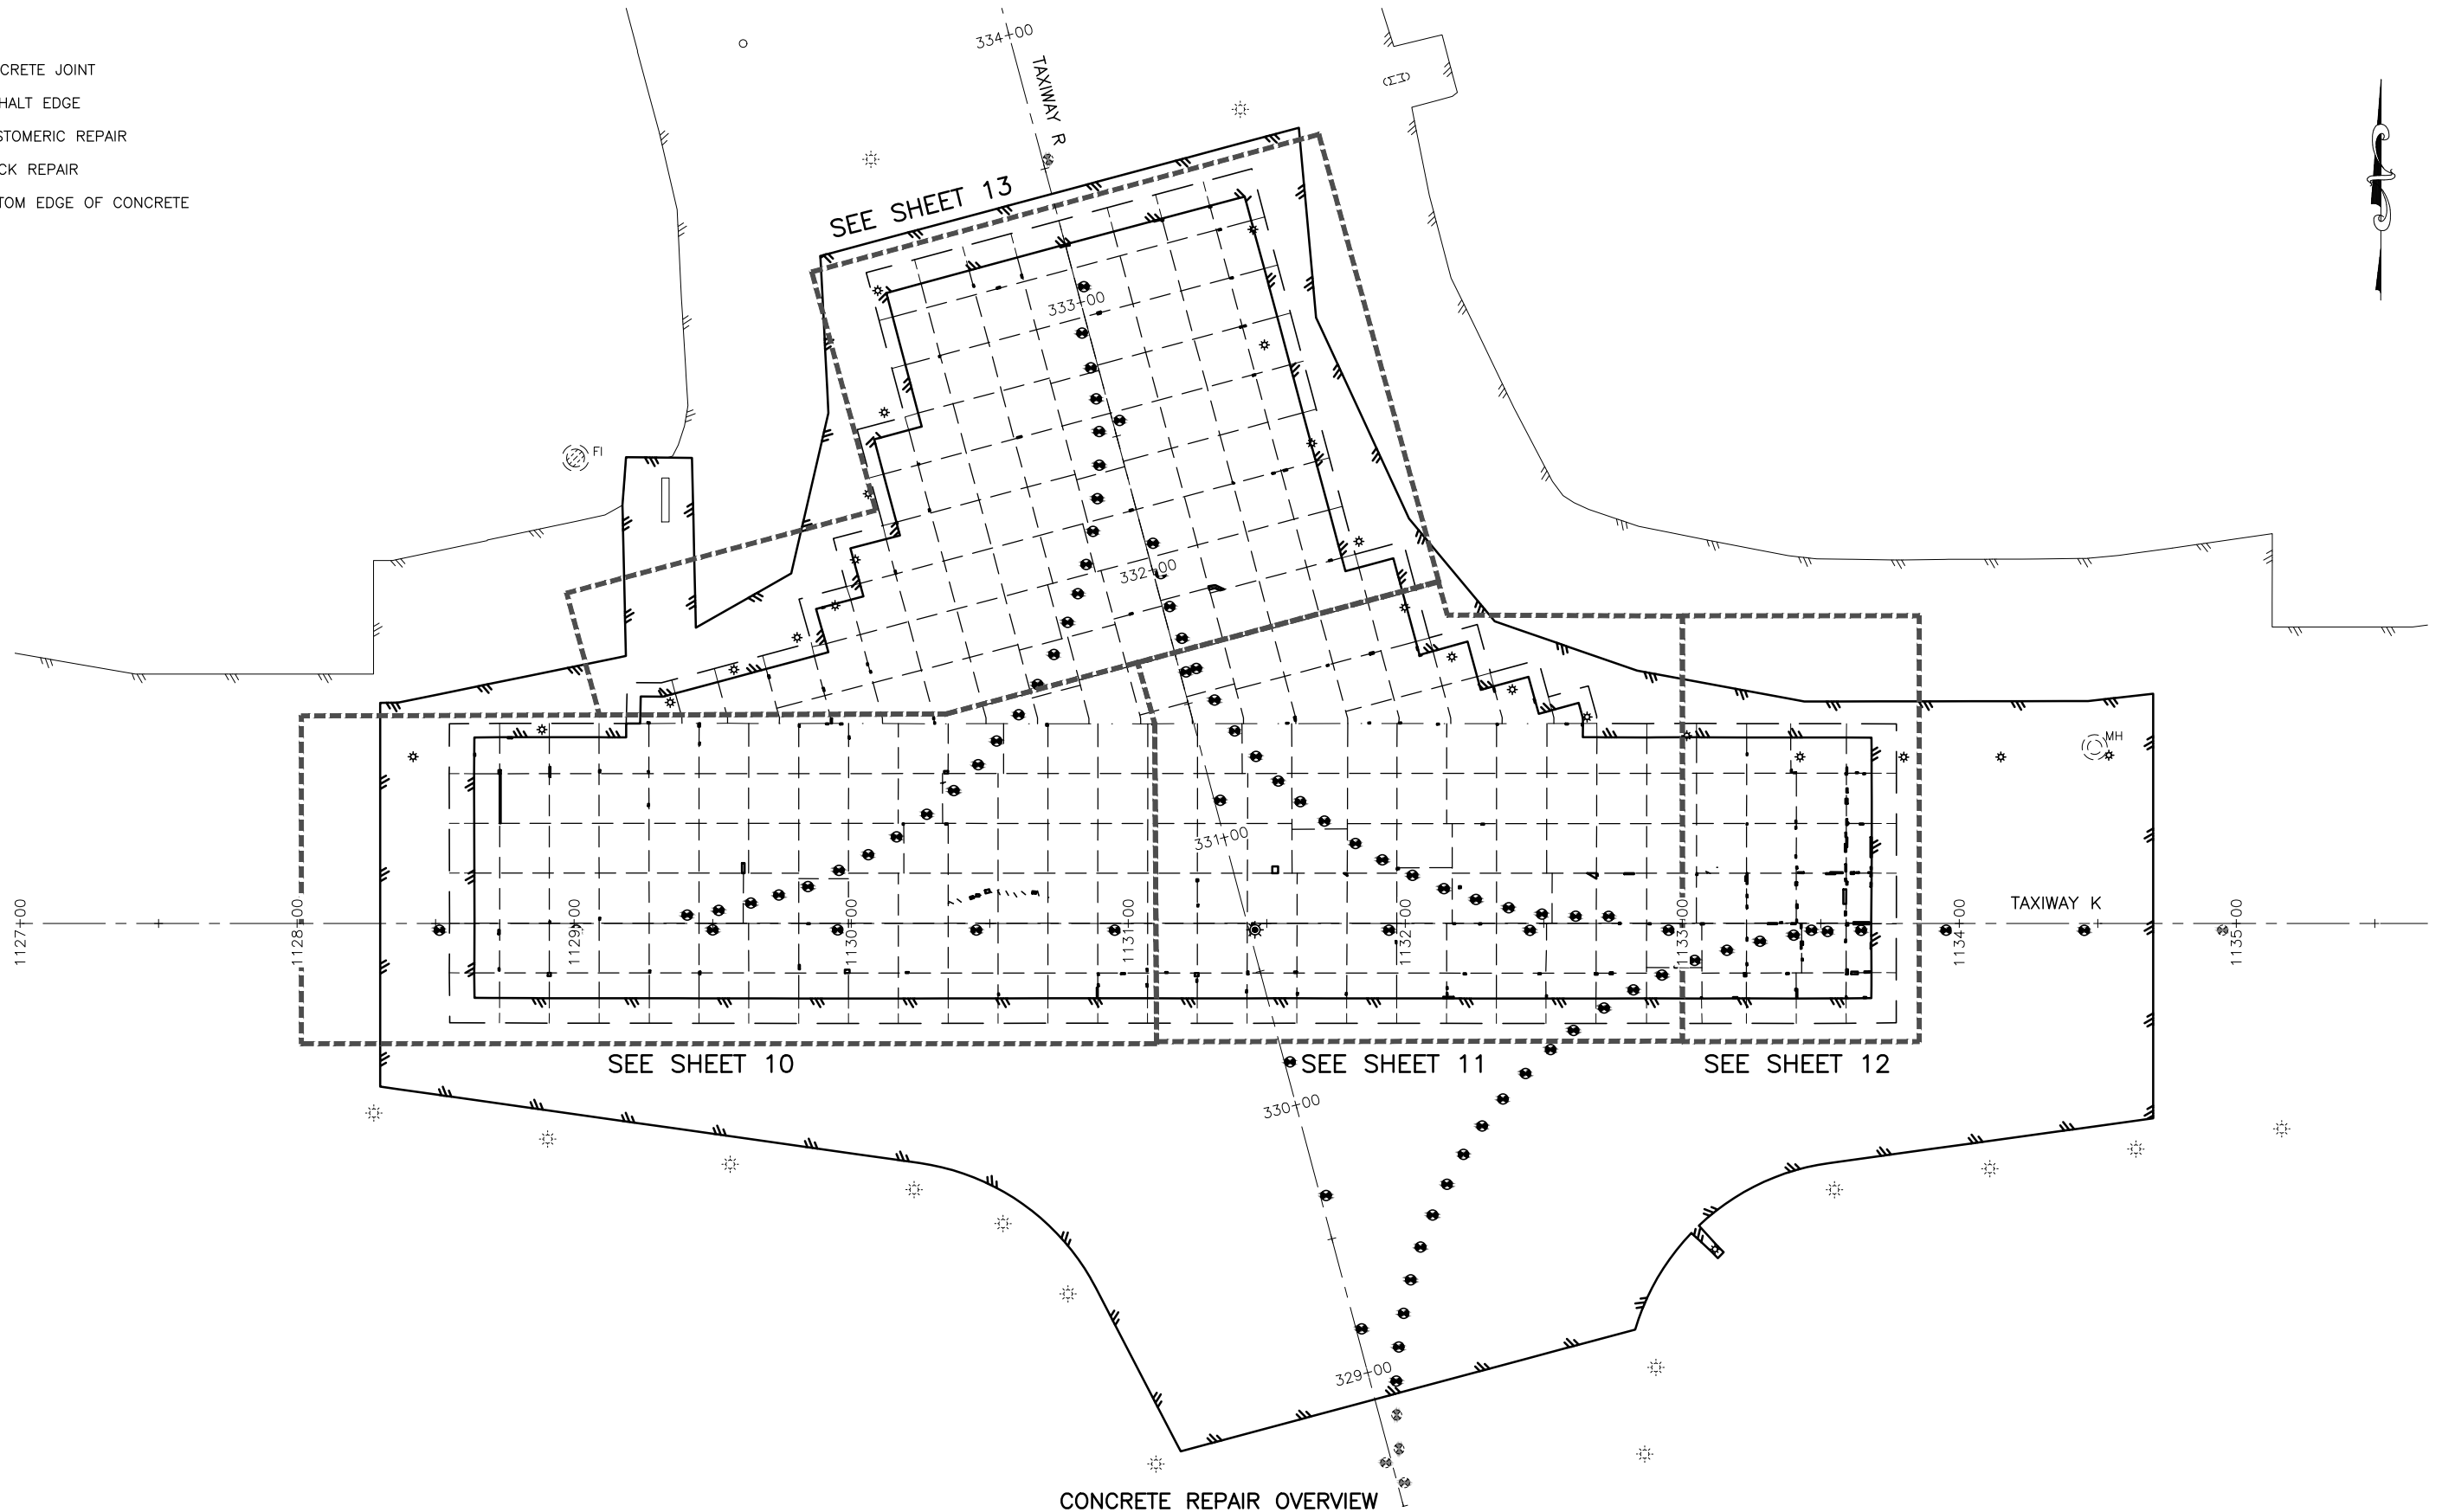 CRETE JOINT
HALT EDGE
STOMERIC REPAIR
CK REPAIR
TOM EDGE OF CONCRETE
334+00
TAXIWAY R
SEE SHEET 13
333+00
FI
332+00
MH
331+00
TAXIWAY K
1127+00
1128+00
1129+00
1130+00
1131+00
1132+00
1133+00
1134+00
1135+00
SEE SHEET 10
SEE SHEET 11
SEE SHEET 12
330+00
329+00
CONCRETE REPAIR OVERVIEW